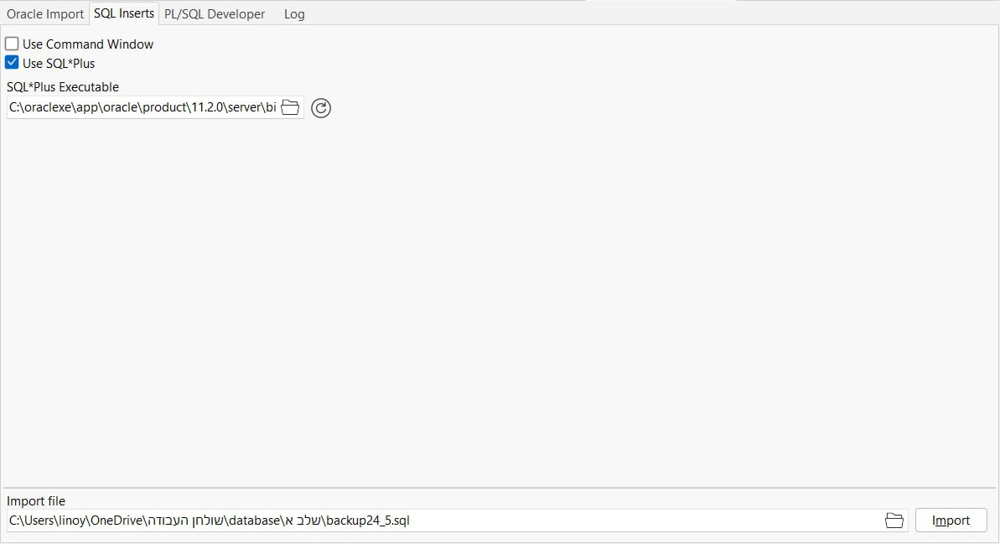 Oracle Import SQL Inserts PL/SQL Developer Log
Use Command Window
Use SQL*Plus
SQL*Plus Executable
C:\oraclexe\app\oracle\product\11.2.0\server\bi
Import file
C:\Users\linoy\OneDrive\שולחן העבודה\database\שלב א\backup24_5.sql
Import